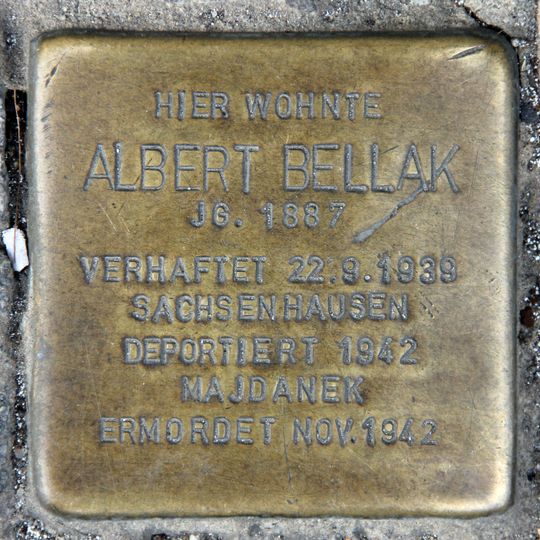 HIER WOHNTE
ALBERT BELLAK
JG. 1887
VERHAFTET 22.9.1939
SACHSENHAUSEN
DEPORTIERT 1942
MAJDANEK
ERMORDET NOV. 1942